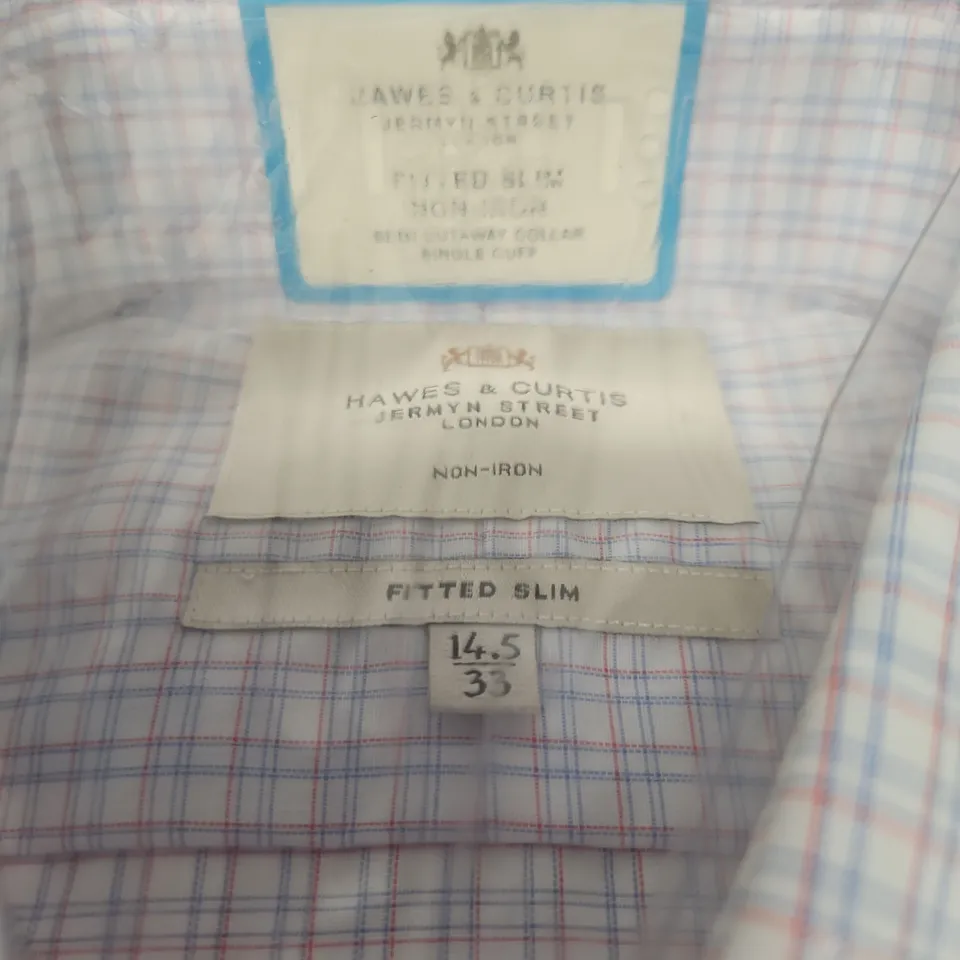 HAWES & CURTIS
JERMYN STREET
FITTED SLIM
NON-IRON
SEMI CUTAWAY COLLAR
SINGLE CUFF
HAWES & CURTIS
JERMYN STREET
LONDON
NON-IRON
FITTED SLIM
14.5
33